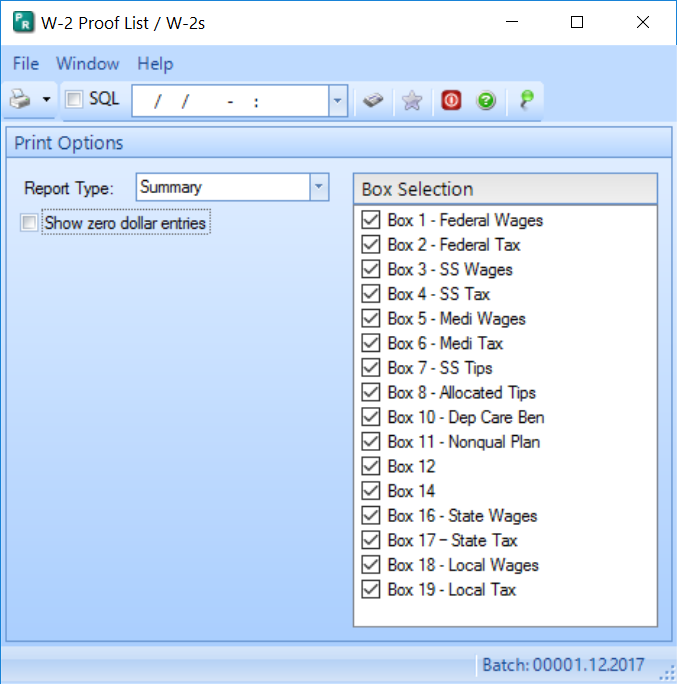 PR W-2 Proof List / W-2s
File Window Help
SQL / / - :
Print Options
Report Type: Summary
Show zero dollar entries
Box Selection
Box 1 - Federal Wages
Box 2 - Federal Tax
Box 3 - SS Wages
Box 4 - SS Tax
Box 5 - Medi Wages
Box 6 - Medi Tax
Box 7 - SS Tips
Box 8 - Allocated Tips
Box 10 - Dep Care Ben
Box 11 - Nonqual Plan
Box 12
Box 14
Box 16 - State Wages
Box 17 – State Tax
Box 18 - Local Wages
Box 19 - Local Tax
Batch: 00001.12.2017